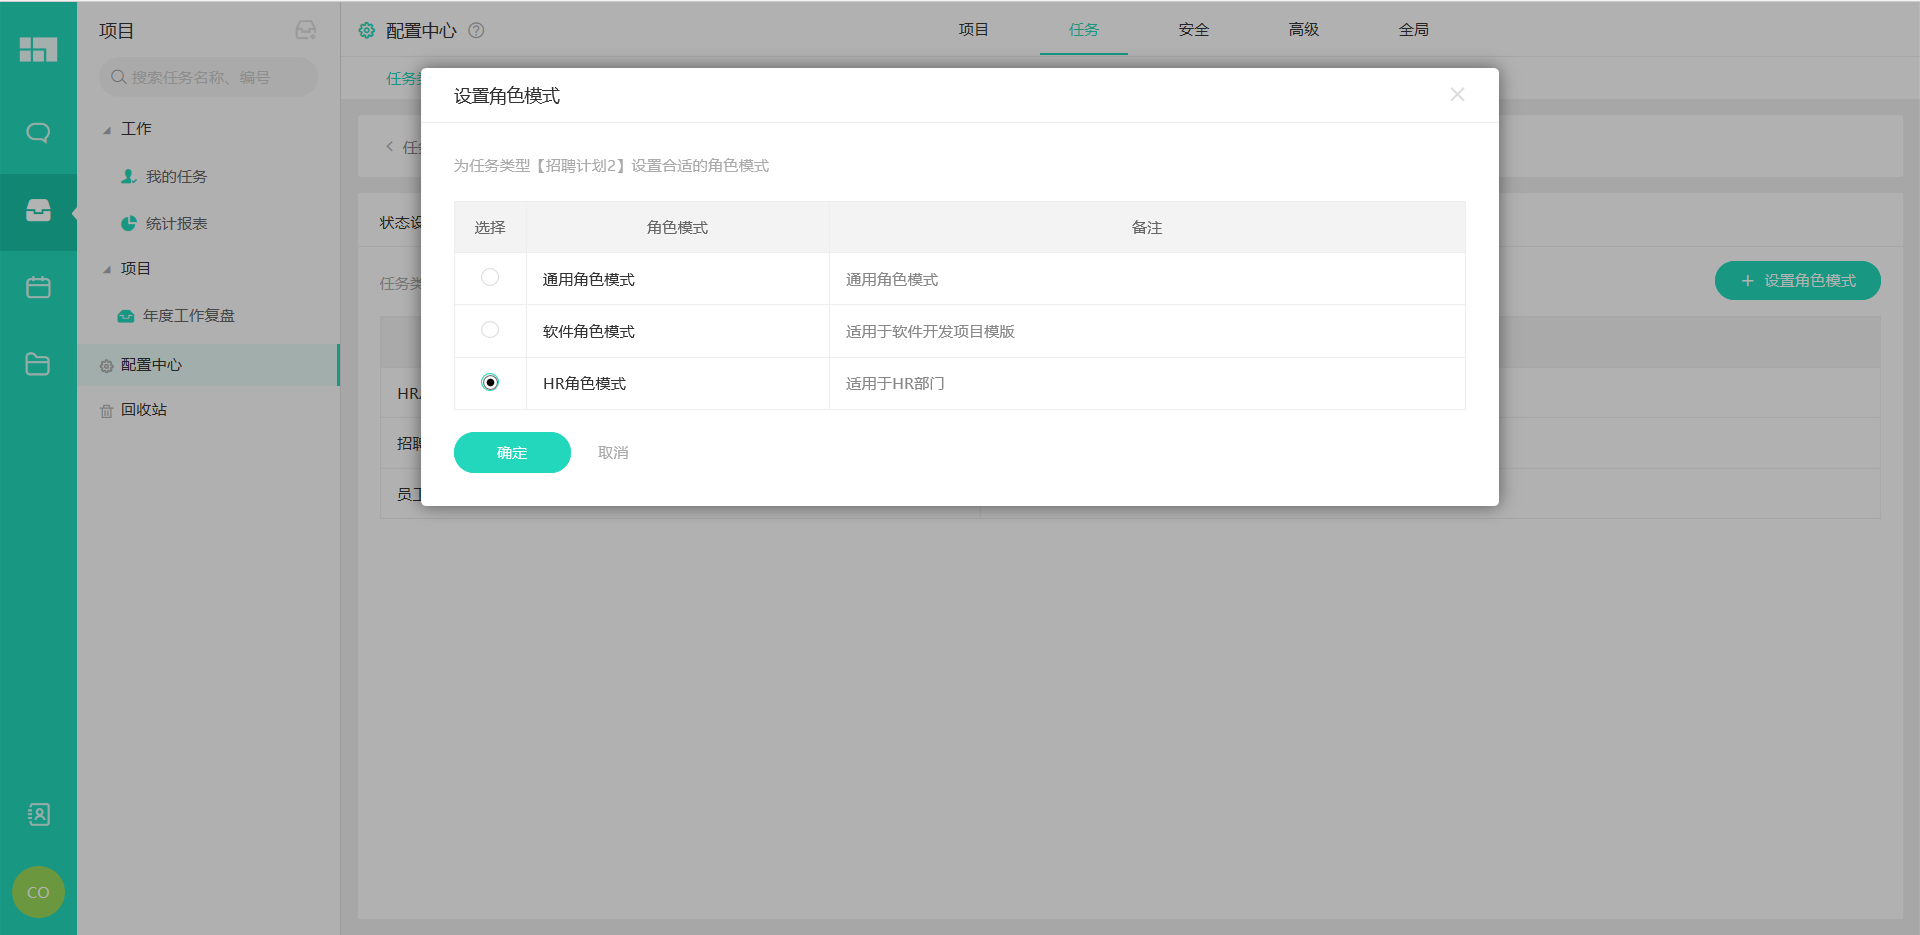 项目
搜索任务名称、编号
工作
我的任务
统计报表
项目
年度工作复盘
配置中心
回收站
CO
配置中心
项目
任务
安全
高级
全局
任务
任
状态设
任务类
设置角色模式
HR
招聘
员工
设置角色模式
为任务类型【招聘计划2】设置合适的角色模式
选择 角色模式 备注
通用角色模式 通用角色模式
软件角色模式 适用于软件开发项目模版
HR角色模式 适用于HR部门
确定 取消